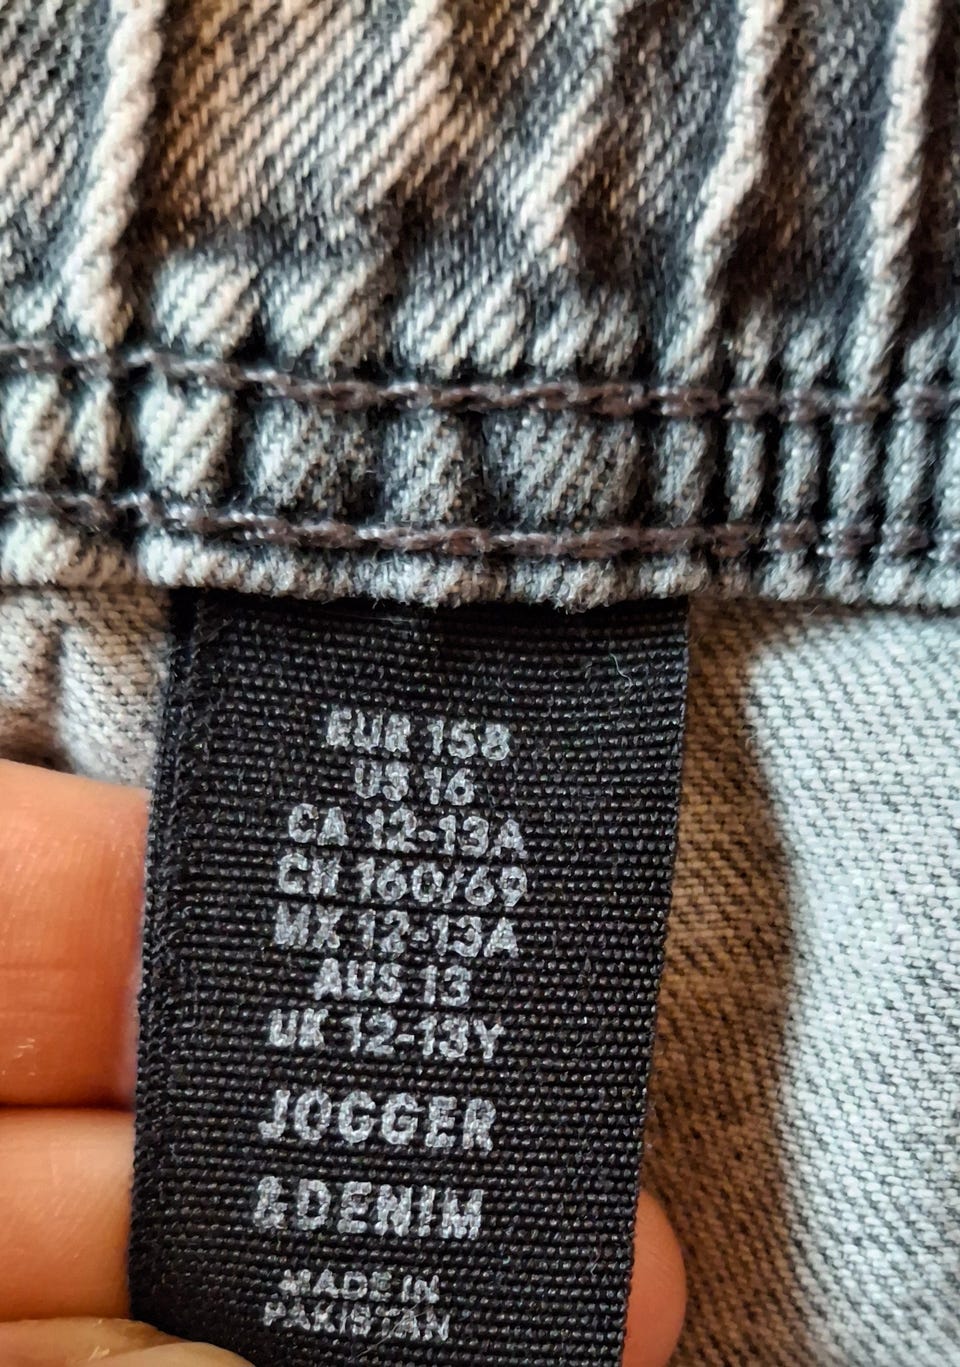 EUR 158
US 16
CA 12-13A
CN 160/69
MX 12-13A
AUS 13
UK 12-13Y
JOGGER
&DENIM
MADE IN
PAKISTAN